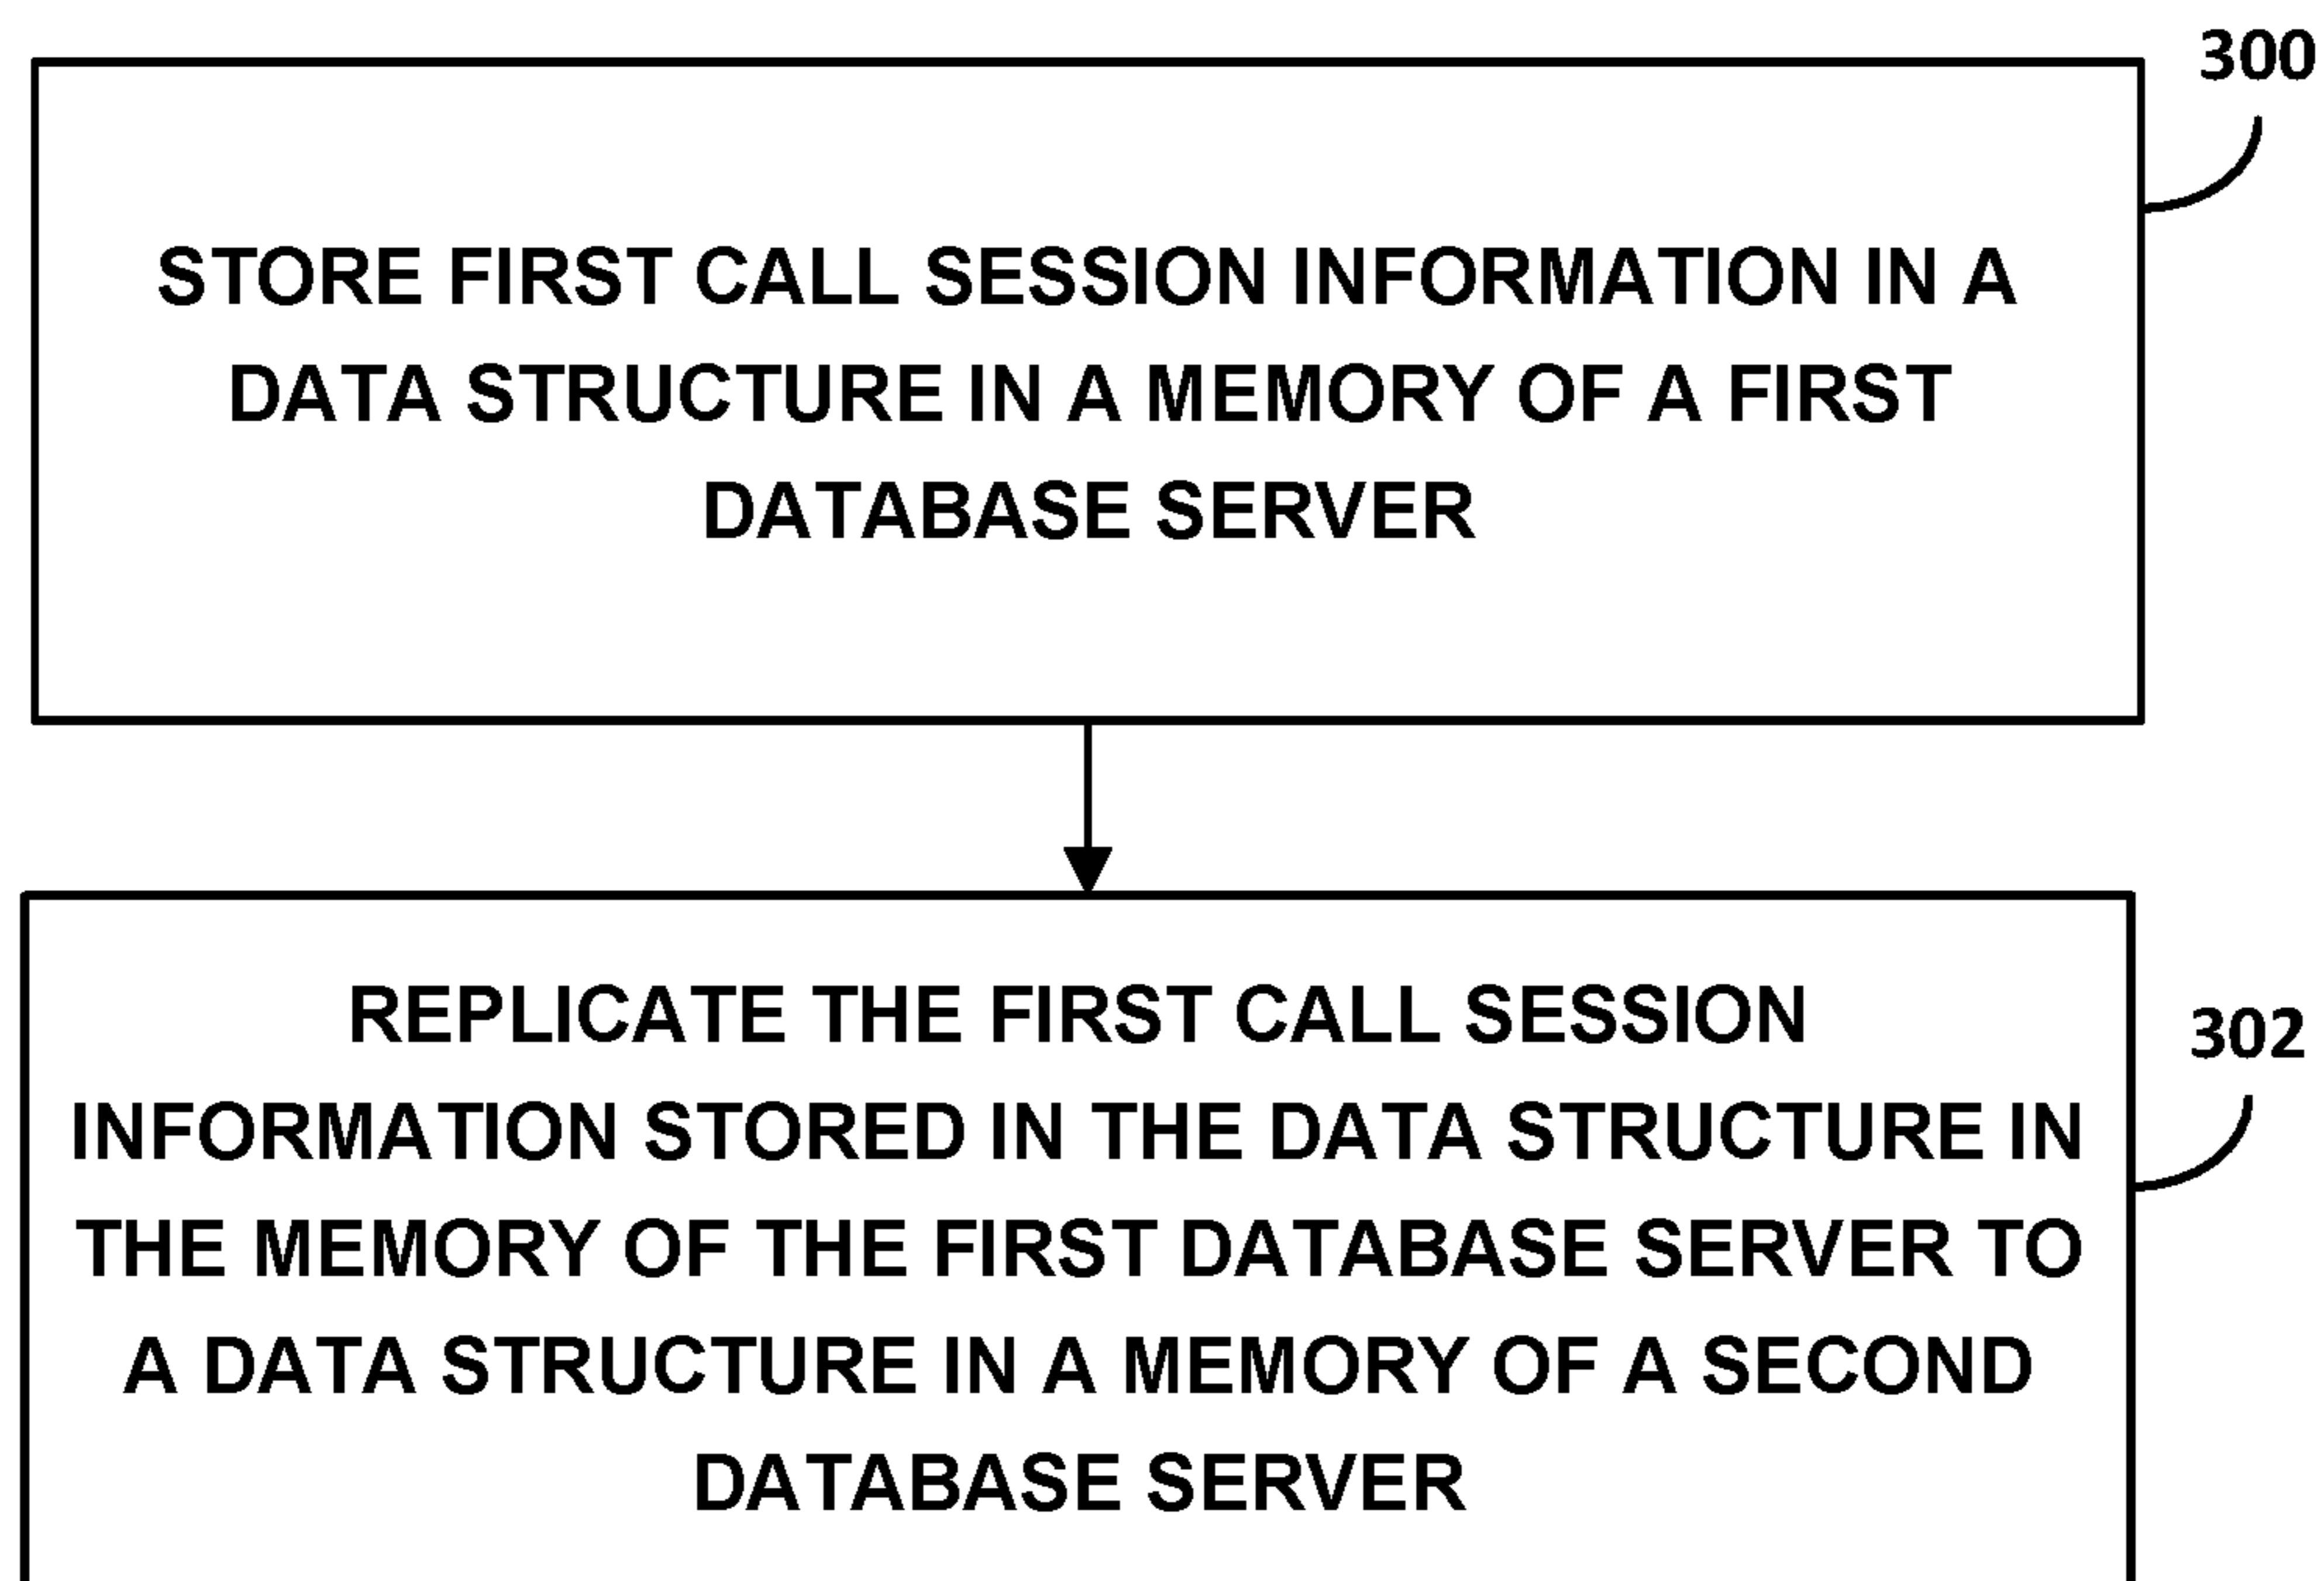 300
STORE FIRST CALL SESSION INFORMATION IN A
DATA STRUCTURE IN A MEMORY OF A FIRST
DATABASE SERVER
REPLICATE THE FIRST CALL SESSION
302
INFORMATION STORED IN THE DATA STRUCTURE IN
THE MEMORY OF THE FIRST DATABASE SERVER TO
A DATA STRUCTURE IN A MEMORY OF A SECOND
DATABASE SERVER